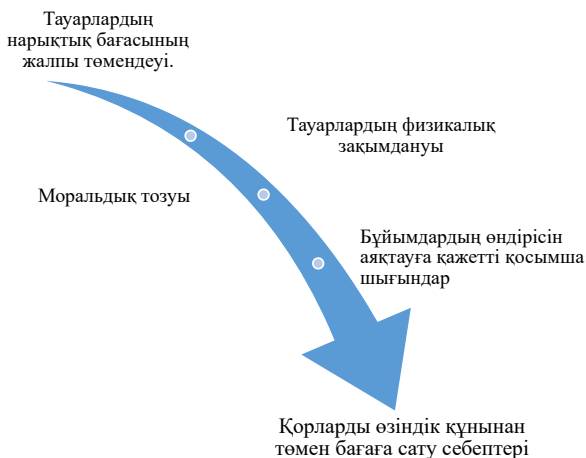 Тауарлардың
нарықтық бағасының
жалпы төмендеуі.
Тауарлардың физикалық
зақымдануы
Моральдық тозуы
Бұйымдардың өндірісін
аяқтауға қажетті қосымша
шығындар
Қорларды өзіндік құнынан
төмен бағаға сату себептері